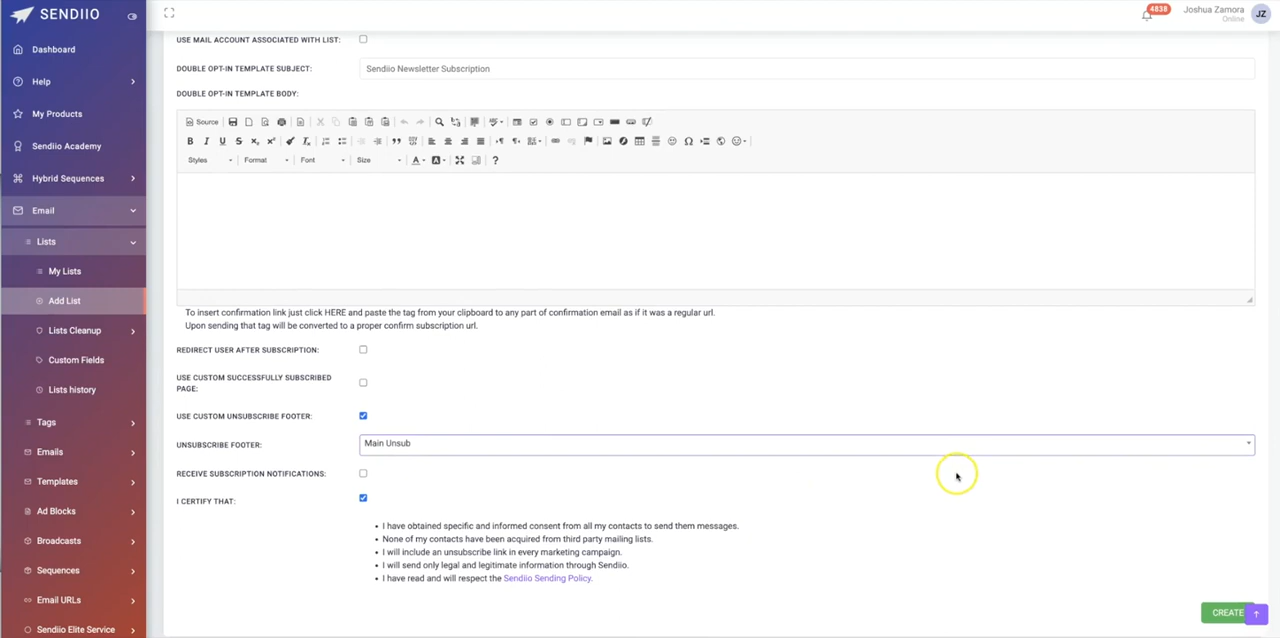 SENDIIO
4838
Joshua Zamora
Online
JZ
Dashboard
Help
My Products
Sendiio Academy
Hybrid Sequences
Email
Lists
My Lists
Add List
Lists Cleanup
Custom Fields
Lists history
Tags
Emails
Templates
Ad Blocks
Broadcasts
Sequences
Email URLs
Sendiio Elite Service
USE MAIL ACCOUNT ASSOCIATED WITH LIST:
DOUBLE OPT-IN TEMPLATE SUBJECT:
Sendiio Newsletter Subscription
DOUBLE OPT-IN TEMPLATE BODY:
Source
B I U S x₂ x²
Styles Format Font Size A A ?
To insert confirmation link just click HERE and paste the tag from your clipboard to any part of confirmation email as if it was a regular url.
Upon sending that tag will be converted to a proper confirm subscription url.
REDIRECT USER AFTER SUBSCRIPTION:
USE CUSTOM SUCCESSFULLY SUBSCRIBED
PAGE:
USE CUSTOM UNSUBSCRIBE FOOTER:
UNSUBSCRIBE FOOTER:
Main Unsub
RECEIVE SUBSCRIPTION NOTIFICATIONS:
I CERTIFY THAT:
• I have obtained specific and informed consent from all my contacts to send them messages.
• None of my contacts have been acquired from third party mailing lists.
• I will include an unsubscribe link in every marketing campaign.
• I will send only legal and legitimate information through Sendiio.
• I have read and will respect the Sendiio Sending Policy.
CREATE